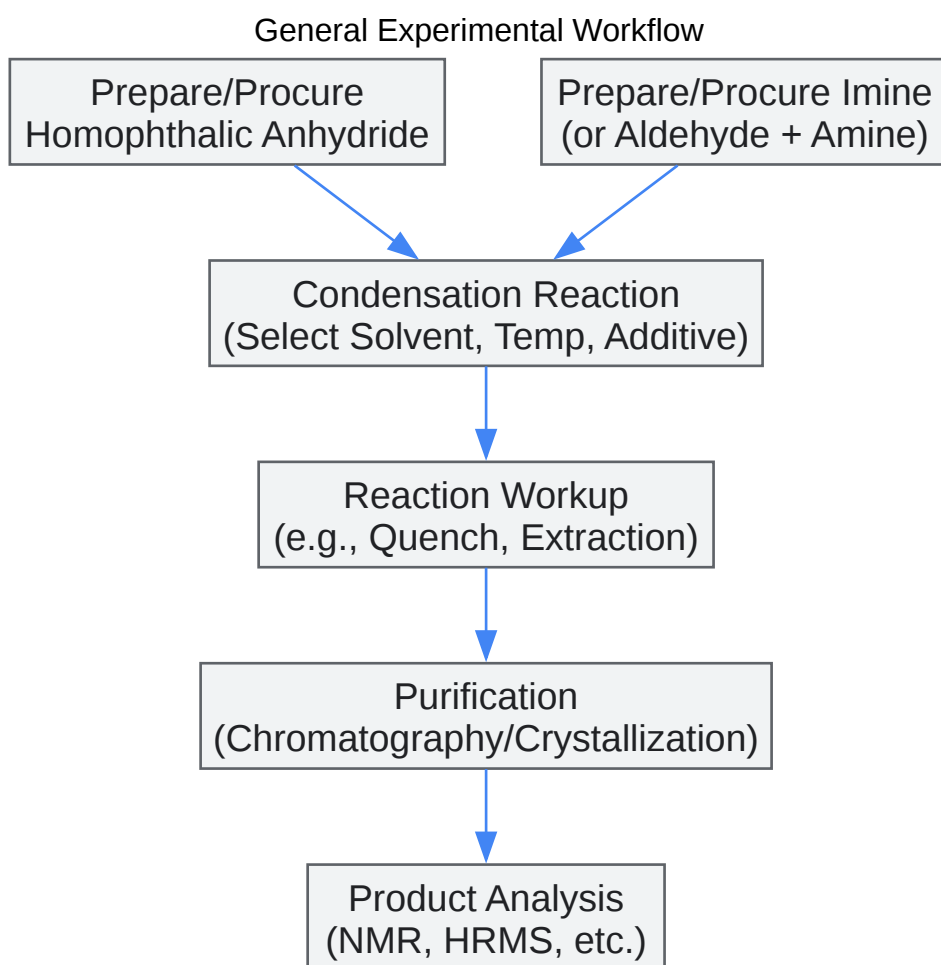 General Experimental Workflow
Prepare/Procure
Homophthalic Anhydride
Prepare/Procure Imine
(or Aldehyde + Amine)
Condensation Reaction
(Select Solvent, Temp, Additive)
Reaction Workup
(e.g., Quench, Extraction)
Purification
(Chromatography/Crystallization)
Product Analysis
(NMR, HRMS, etc.)